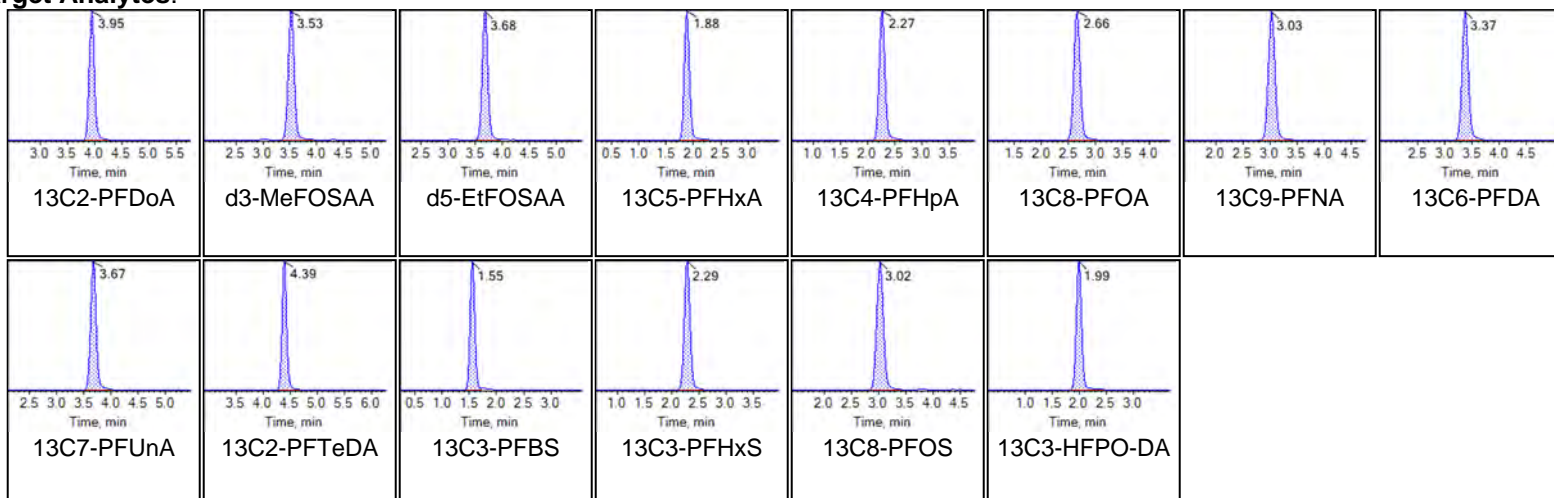 rget Analytes:
3.95 3.53 3.68 1.88 2.27 2.66 3.03 3.37
3.0 3.5 4.0 4.5 5.0 5.5 2.5 3.0 3.5 4.0 4.5 5.0 2.5 3.0 3.5 4.0 4.5 5.0 0.5 1.0 1.5 2.0 2.5 3.0 1.0 1.5 2.0 2.5 3.0 3.5 1.5 2.0 2.5 3.0 3.5 4.0 2.0 2.5 3.0 3.5 4.0 4.5 2.5 3.0 3.5 4.0 4.5
Time, min Time, min Time, min Time, min Time, min Time, min Time, min Time, min
13C2-PFDoA d3-MeFOSAA d5-EtFOSAA 13C5-PFHxA 13C4-PFHpA 13C8-PFOA 13C9-PFNA 13C6-PFDA
3.67 4.39 1.55 2.29 3.02 1.99
2.5 3.0 3.5 4.0 4.5 5.0 3.5 4.0 4.5 5.0 5.5 6.0 0.5 1.0 1.5 2.0 2.5 3.0 1.0 1.5 2.0 2.5 3.0 3.5 2.0 2.5 3.0 3.5 4.0 4.5 1.0 1.5 2.0 2.5 3.0
Time, min Time, min Time, min Time, min Time, min Time, min
13C7-PFUnA 13C2-PFTeDA 13C3-PFBS 13C3-PFHxS 13C8-PFOS 13C3-HFPO-DA